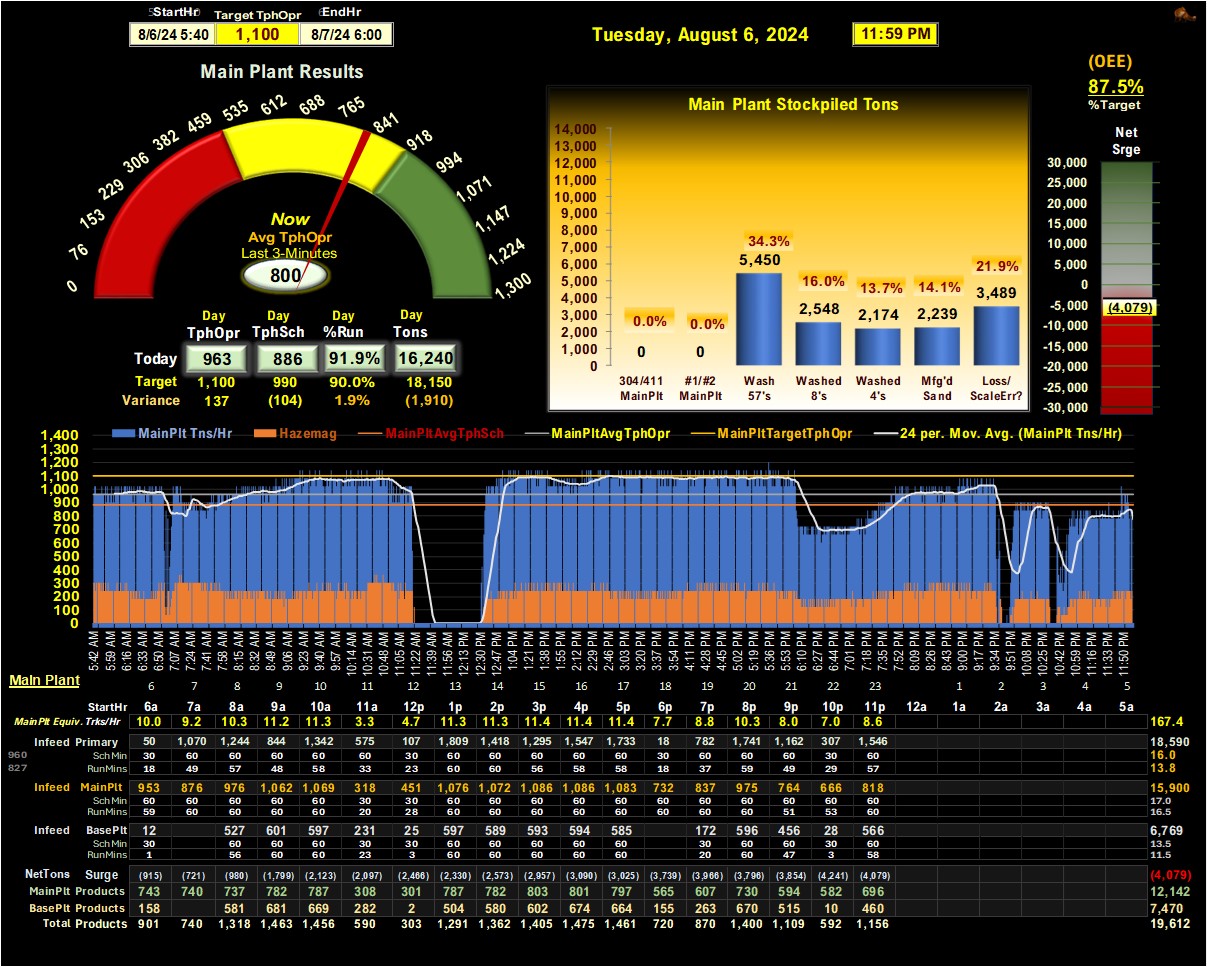 StartHr Target TphOpr EndHr
8/6/24 5:40 1,100 8/7/24 6:00
Tuesday, August 6, 2024 11:59 PM
(OEE)
87.5%
%Target
Main Plant Results
0 76 153 229 306 382 459 535 612 688 765 841 918 994 1,071 1,147 1,224 1,300
Now
Avg TphOpr
Last 3-Minutes
800
Day Day Day Day
TphOpr TphSch %Run Tons
Today 963 886 91.9% 16,240
Target 1,100 990 90.0% 18,150
Variance 137 (104) 1.9% (1,910)
Main Plant Stockpiled Tons
14,000
13,000
12,000
11,000
10,000
9,000
8,000
7,000
6,000
5,000
4,000
3,000
2,000
1,000
0
0.0% 0.0% 34.3% 16.0% 13.7% 14.1% 21.9%
0 0 5,450 2,548 2,174 2,239 3,489
304/411 #1/#2 Wash Washed Washed Mfg'd Loss/
MainPlt MainPlt 57's 8's 4's Sand ScaleErr?
Net
Srge
30,000
25,000
20,000
15,000
10,000
5,000
0
-5,000
(4,079)
-10,000
-15,000
-20,000
-25,000
-30,000
MainPlt Tns/Hr Hazemag MainPltAvgTphSch MainPltAvgTphOpr MainPltTargetTphOpr 24 per. Mov. Avg. (MainPlt Tns/Hr)
1,400
1,300
1,200
1,100
1,000
900
800
700
600
500
400
300
200
100
0
5:42 AM 5:59 AM 6:16 AM 6:33 AM 6:50 AM 7:07 AM 7:24 AM 7:41 AM 7:58 AM 8:15 AM 8:32 AM 8:49 AM 9:06 AM 9:23 AM 9:40 AM 9:57 AM 10:14 AM 10:31 AM 10:48 AM 11:05 AM 11:22 AM 11:39 AM 11:56 AM 12:13 PM 12:30 PM 12:47 PM 1:04 PM 1:21 PM 1:38 PM 1:55 PM 2:12 PM 2:29 PM 2:46 PM 3:03 PM 3:20 PM 3:37 PM 3:54 PM 4:11 PM 4:28 PM 4:45 PM 5:02 PM 5:19 PM 5:36 PM 5:53 PM 6:10 PM 6:27 PM 6:44 PM 7:01 PM 7:18 PM 7:35 PM 7:52 PM 8:09 PM 8:26 PM 8:43 PM 9:00 PM 9:17 PM 9:34 PM 9:51 PM 10:08 PM 10:25 PM 10:42 PM 10:59 PM 11:16 PM 11:33 PM 11:50 PM
Main Plant 6 7 8 9 10 11 12 13 14 15 16 17 18 19 20 21 22 23 1 2 3 4 5
StartHr 6a 7a 8a 9a 10a 11a 12p 1p 2p 3p 4p 5p 6p 7p 8p 9p 10p 11p 12a 1a 2a 3a 4a 5a
MainPlt Equiv. Trks/Hr 10.0 9.2 10.3 11.2 11.3 3.3 4.7 11.3 11.3 11.4 11.4 11.4 7.7 8.8 10.3 8.0 7.0 8.6 167.4
Infeed Primary 50 1,070 1,244 844 1,342 575 107 1,809 1,418 1,295 1,547 1,733 18 782 1,741 1,162 307 1,546 18,590
960 SchMin 30 60 60 60 60 60 30 60 60 60 60 60 30 60 60 60 30 60 16.0
827 RunMins 18 49 57 48 58 33 23 60 60 56 58 58 18 37 59 49 29 57 13.8
Infeed MainPlt 953 876 976 1,062 1,069 318 451 1,076 1,072 1,086 1,086 1,083 732 837 975 764 666 818 15,900
SchMin 60 60 60 60 60 30 30 60 60 60 60 60 60 60 60 60 60 60 17.0
RunMins 59 60 60 60 60 20 28 60 60 60 60 60 60 60 60 51 53 60 16.5
Infeed BasePlt 12 527 601 597 231 25 597 589 593 594 585 172 596 456 28 566 6,769
SchMin 30 60 60 60 60 30 60 60 60 60 60 30 60 60 30 60 13.5
RunMins 1 56 60 60 23 3 60 60 60 60 60 20 60 47 3 58 11.5
NetTons Surge (915) (721) (980) (1,799) (2,123) (2,097) (2,466) (2,330) (2,573) (2,957) (3,090) (3,025) (3,739) (3,966) (3,796) (3,854) (4,241) (4,079) (4,079)
MainPlt Products 743 740 737 782 787 308 301 787 782 803 801 797 565 607 730 594 582 696 12,142
BasePlt Products 158 581 681 669 282 2 504 580 602 674 664 155 263 670 515 10 460 7,470
Total Products 901 740 1,318 1,463 1,456 590 303 1,291 1,362 1,405 1,475 1,461 720 870 1,400 1,109 592 1,156 19,612